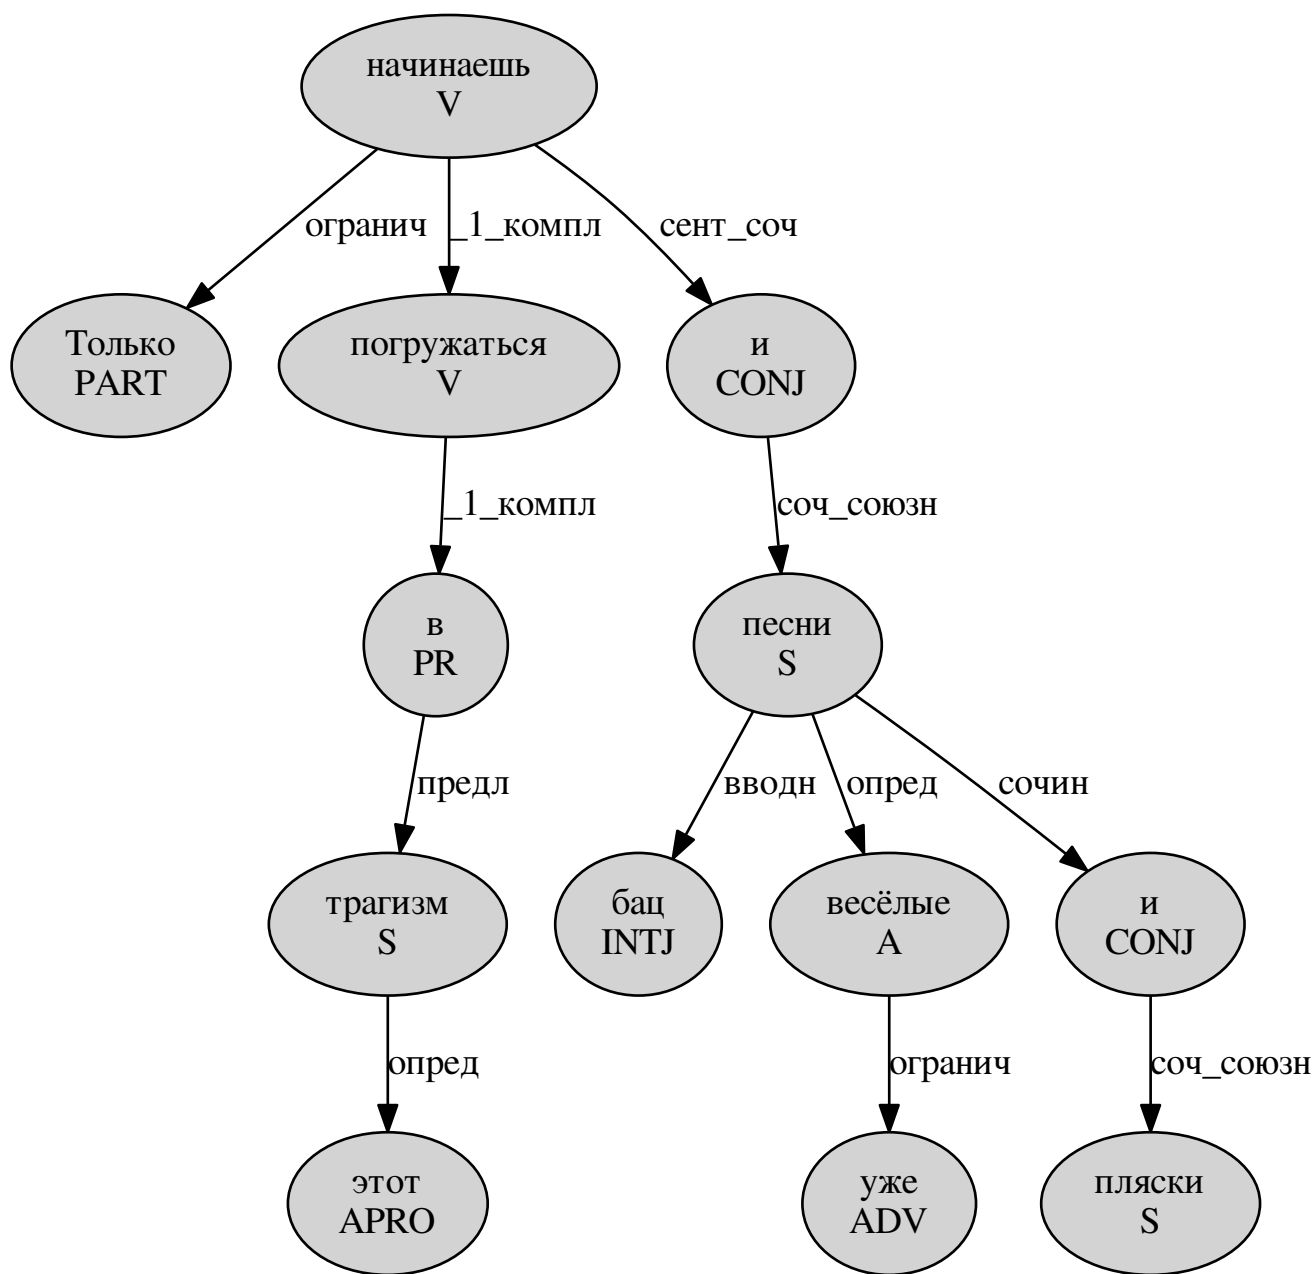 начинаешь
V
огранич
_1_компл
сент_соч
Только
PART
погружаться
V
и
CONJ
_1_компл
соч_союзн
в
PR
песни
S
предл
вводн
опред
сочин
трагизм
S
бац
INTJ
весёлые
A
и
CONJ
опред
огранич
соч_союзн
этот
APRO
уже
ADV
пляски
S